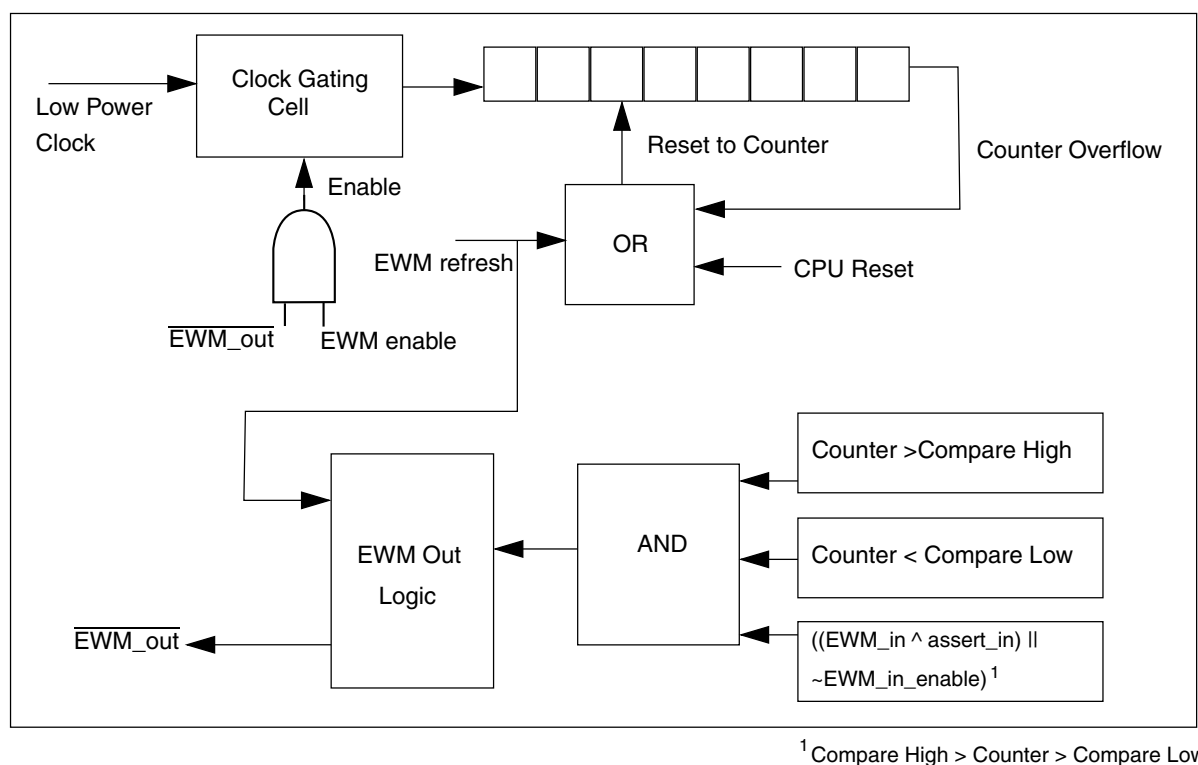 Low Power
Clock
Clock Gating
Cell
Enable
EWM_out
EWM enable
EWM refresh
Reset to Counter
OR
Counter Overflow
CPU Reset
Counter >Compare High
Counter < Compare Low
((EWM_in ^ assert_in) ||
~EWM_in_enable) 1
AND
EWM Out
Logic
EWM_out
1 Compare High > Counter > Compare Low